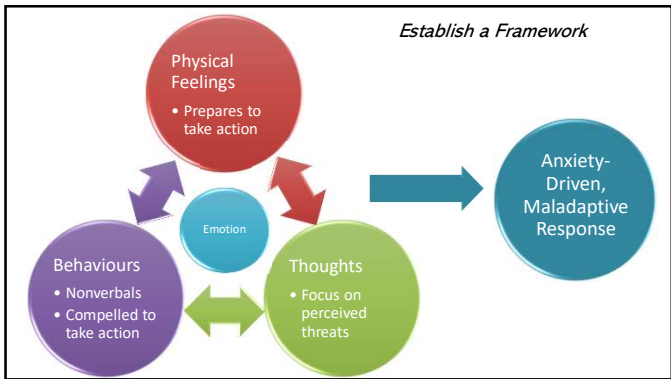 Establish a Framework
Physical
Feelings
• Prepares to
take action
Anxiety-
Driven,
Maladaptive
Response
Emotion
Behaviours
• Nonverbals
• Compelled to
take action
Thoughts
• Focus on
perceived
threats